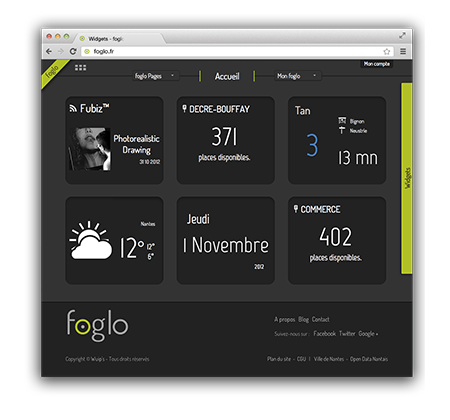 Widgets - foglo
foglo.fr
foglo
Mon compte
foglo Pages
Accueil
Mon foglo
Fubiz™
Photorealistic
Drawing
31 10 2012
DECRE-BOUFFAY
371
places disponibles.
Tan
3
Bignon
Neustrie
13 mn
Widgets
Nantes
12°
12°
6°
Jeudi
1 Novembre
2012
COMMERCE
402
places disponibles.
foglo
A propos Blog Contact
Suivez-nous sur : Facebook Twitter Google +
Tous droits réservés
Plan du site - CGU | Ville de Nantes - Open Data Nantais